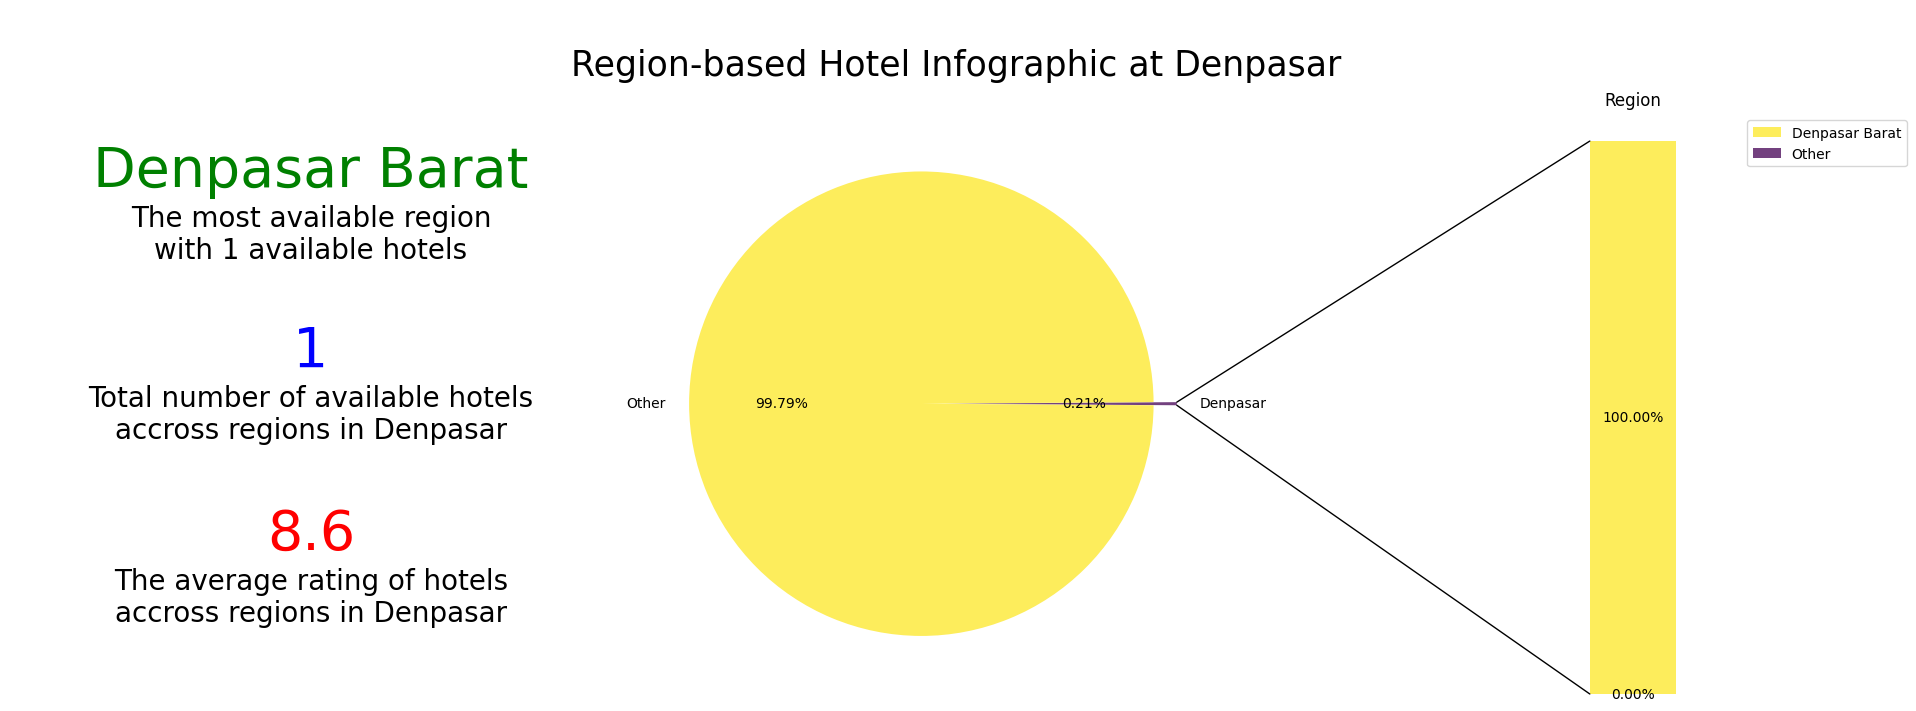 Region-based Hotel Infographic at Denpasar
Denpasar Barat
The most available region
with 1 available hotels
1
Total number of available hotels
accross regions in Denpasar
8.6
The average rating of hotels
accross regions in Denpasar
Other
99.79%
0.21%
Denpasar
Region
100.00%
0.00%
Denpasar Barat
Other